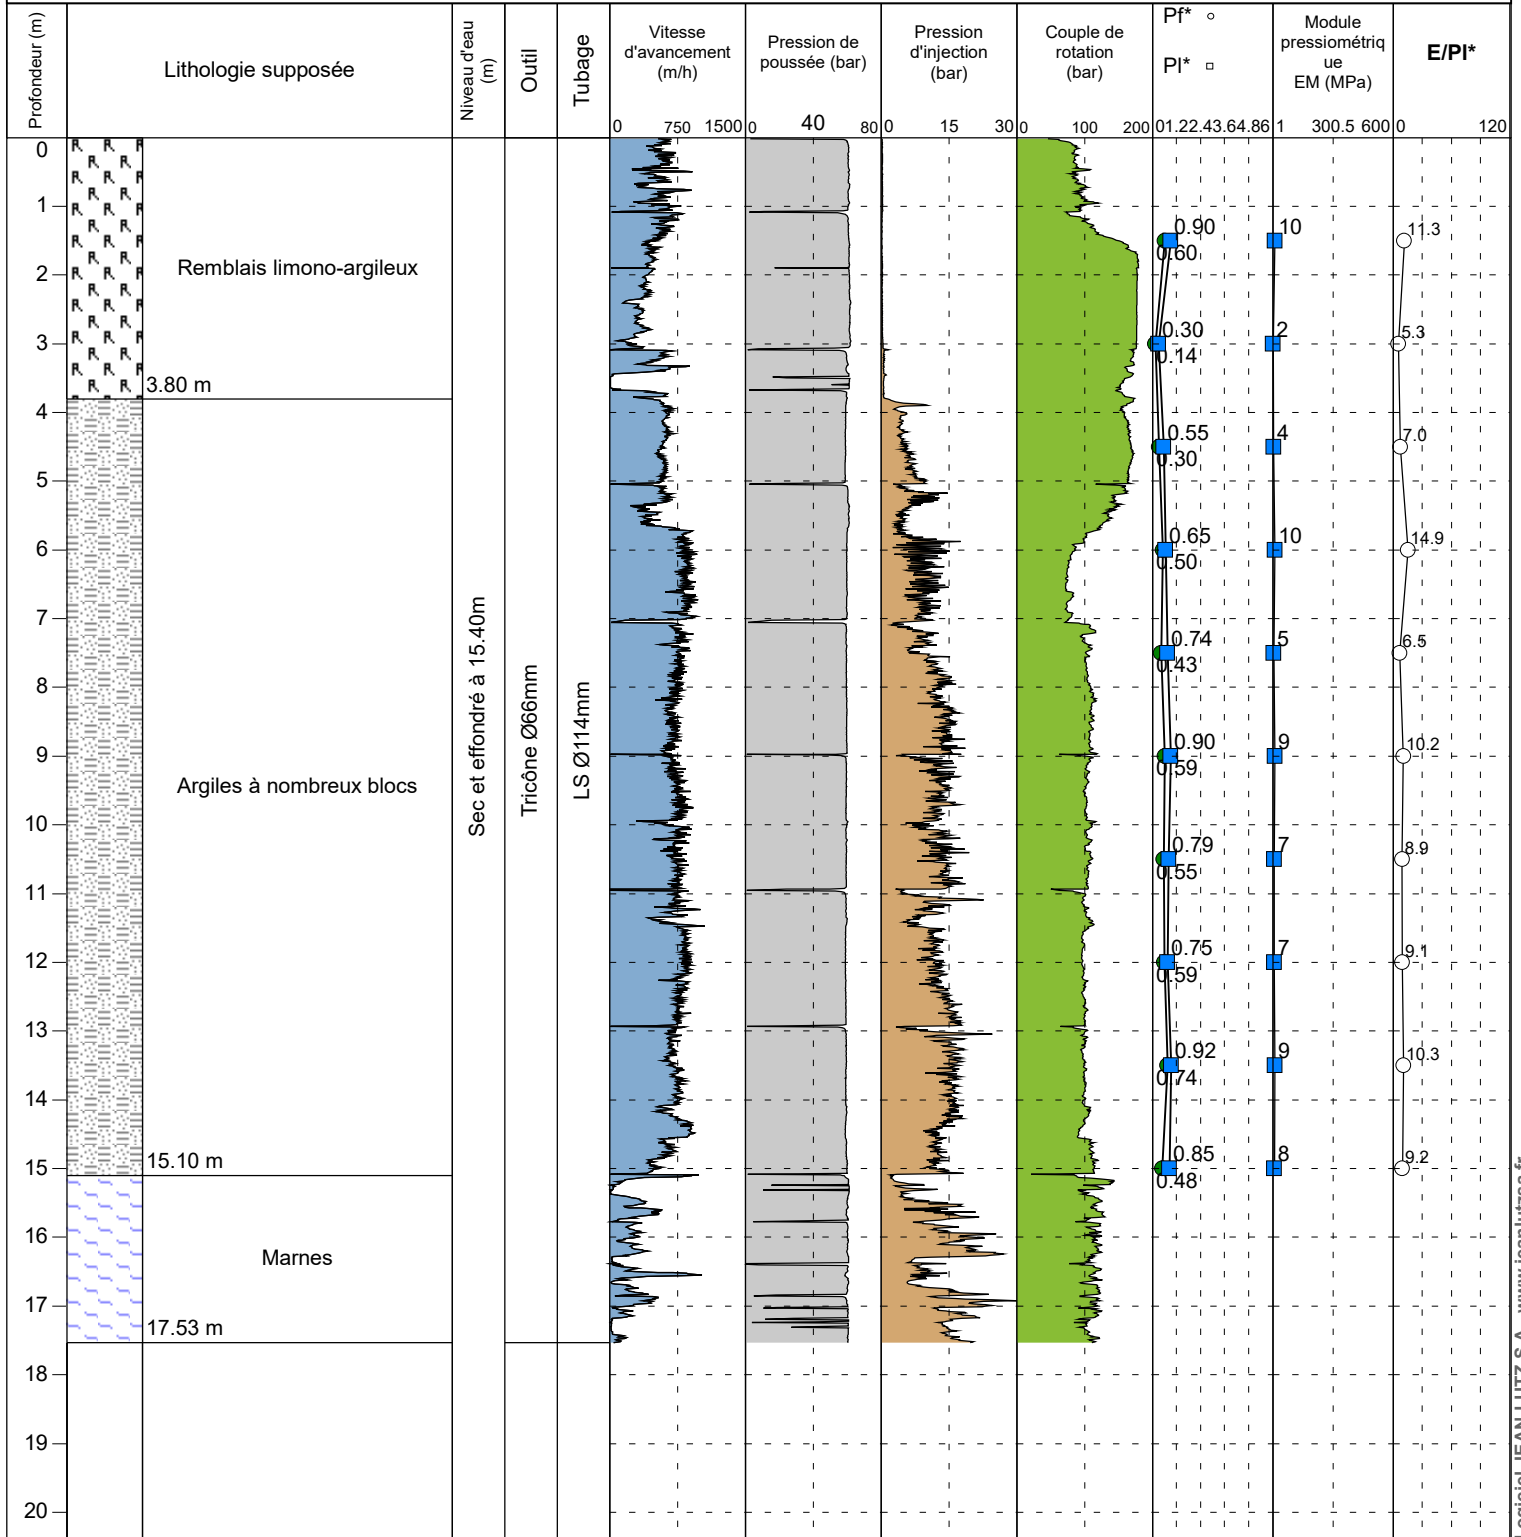 Profondeur (m)
Lithologie supposée
Niveau d'eau
(m)
Outil
Tubage
Vitesse
d'avancement
(m/h)
Pression de
poussée (bar)
Pression
d'injection
(bar)
Couple de
rotation
(bar)
Pf*
Pl*
Module
pressiométriq
ue
EM (MPa)
E/Pl*
0 750 1500
0 40 80
0 15 30
0 100 200
01.22.43.64.86
1 300.5 600
0 120
0
1
0.90 10 11.3
0.60
Remblais limono-argileux
2
3
0.30 2 5.3
0.14
3.80 m
4
0.55 4 7.0
0.30
5
6
0.65 10 14.9
0.50
7
0.74 5 6.5
0.43
8
9
0.90 9 10.2
0.59
Argiles à nombreux blocs
Sec et effondré à 15.40m
Tricône Ø66mm
LS Ø114mm
10
0.79 7 8.9
0.55
11
12
0.75 7 9.1
0.59
13
0.92 9 10.3
0.74
14
15
0.85 8 9.2
0.48
15.10 m
16
Marnes
17
17.53 m
18
19
20
Logiciel JEAN LUTZ S.A - www.jeanlutzsa.fr